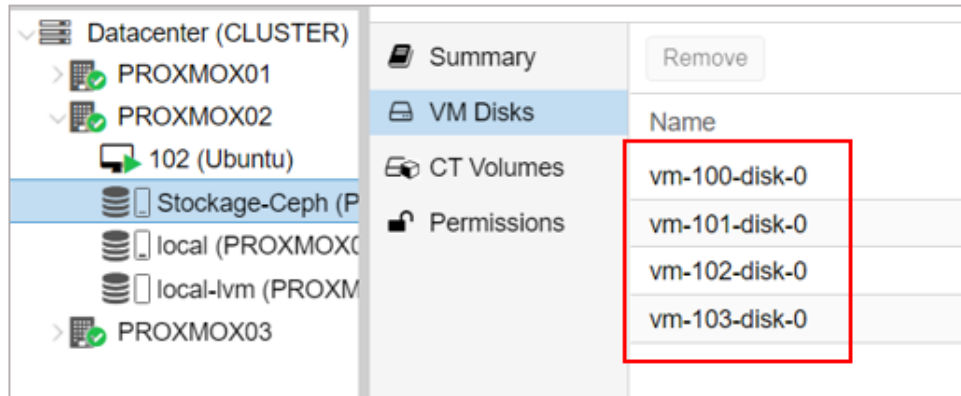 Datacenter (CLUSTER)
PROXMOX01
PROXMOX02
102 (Ubuntu)
Stockage-Ceph (P
local (PROXMOX0
local-lvm (PROXM
PROXMOX03
Summary
VM Disks
CT Volumes
Permissions
Remove
Name
vm-100-disk-0
vm-101-disk-0
vm-102-disk-0
vm-103-disk-0